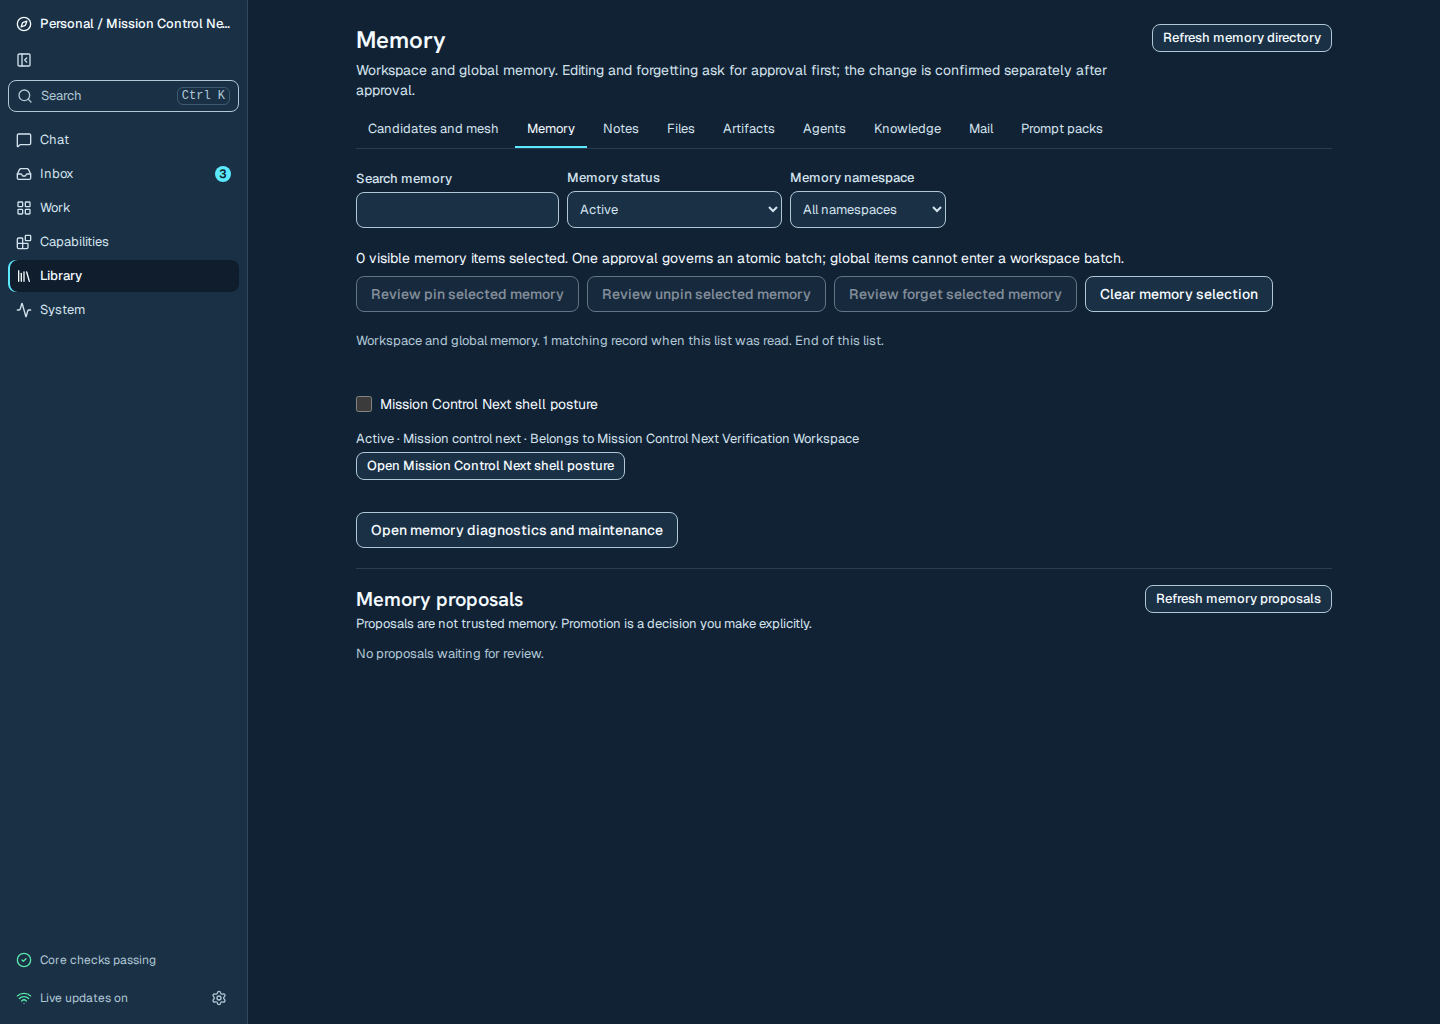 Personal / Mission Control Ne...
Search
Ctrl K
Chat
Inbox
3
Work
Capabilities
Library
System
Core checks passing
Live updates on
Memory
Refresh memory directory
Workspace and global memory. Editing and forgetting ask for approval first; the change is confirmed separately after
approval.
Candidates and mesh
Memory
Notes
Files
Artifacts
Agents
Knowledge
Mail
Prompt packs
Search memory
Memory status
Memory namespace
Active
All namespaces
0 visible memory items selected. One approval governs an atomic batch; global items cannot enter a workspace batch.
Review pin selected memory
Review unpin selected memory
Review forget selected memory
Clear memory selection
Workspace and global memory. 1 matching record when this list was read. End of this list.
Mission Control Next shell posture
Active · Mission control next · Belongs to Mission Control Next Verification Workspace
Open Mission Control Next shell posture
Open memory diagnostics and maintenance
Memory proposals
Refresh memory proposals
Proposals are not trusted memory. Promotion is a decision you make explicitly.
No proposals waiting for review.